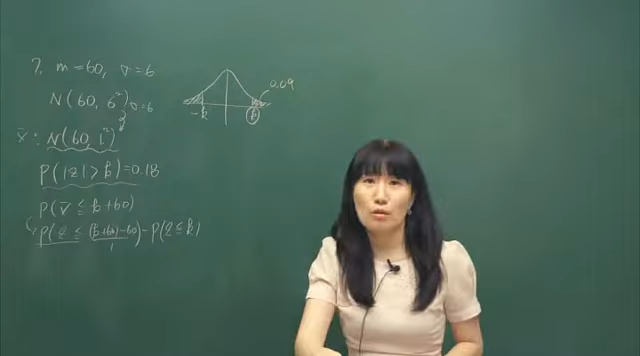 7. m=60, σ=6
N(60, 6²) σ=6
X̄: N(60, 1²)
P(|Z|>k)=0.18
P(X̄ ≦ k+60)
P(Z ≦ (k+60)-60/1) - P(Z≦k)
0.09
-k k